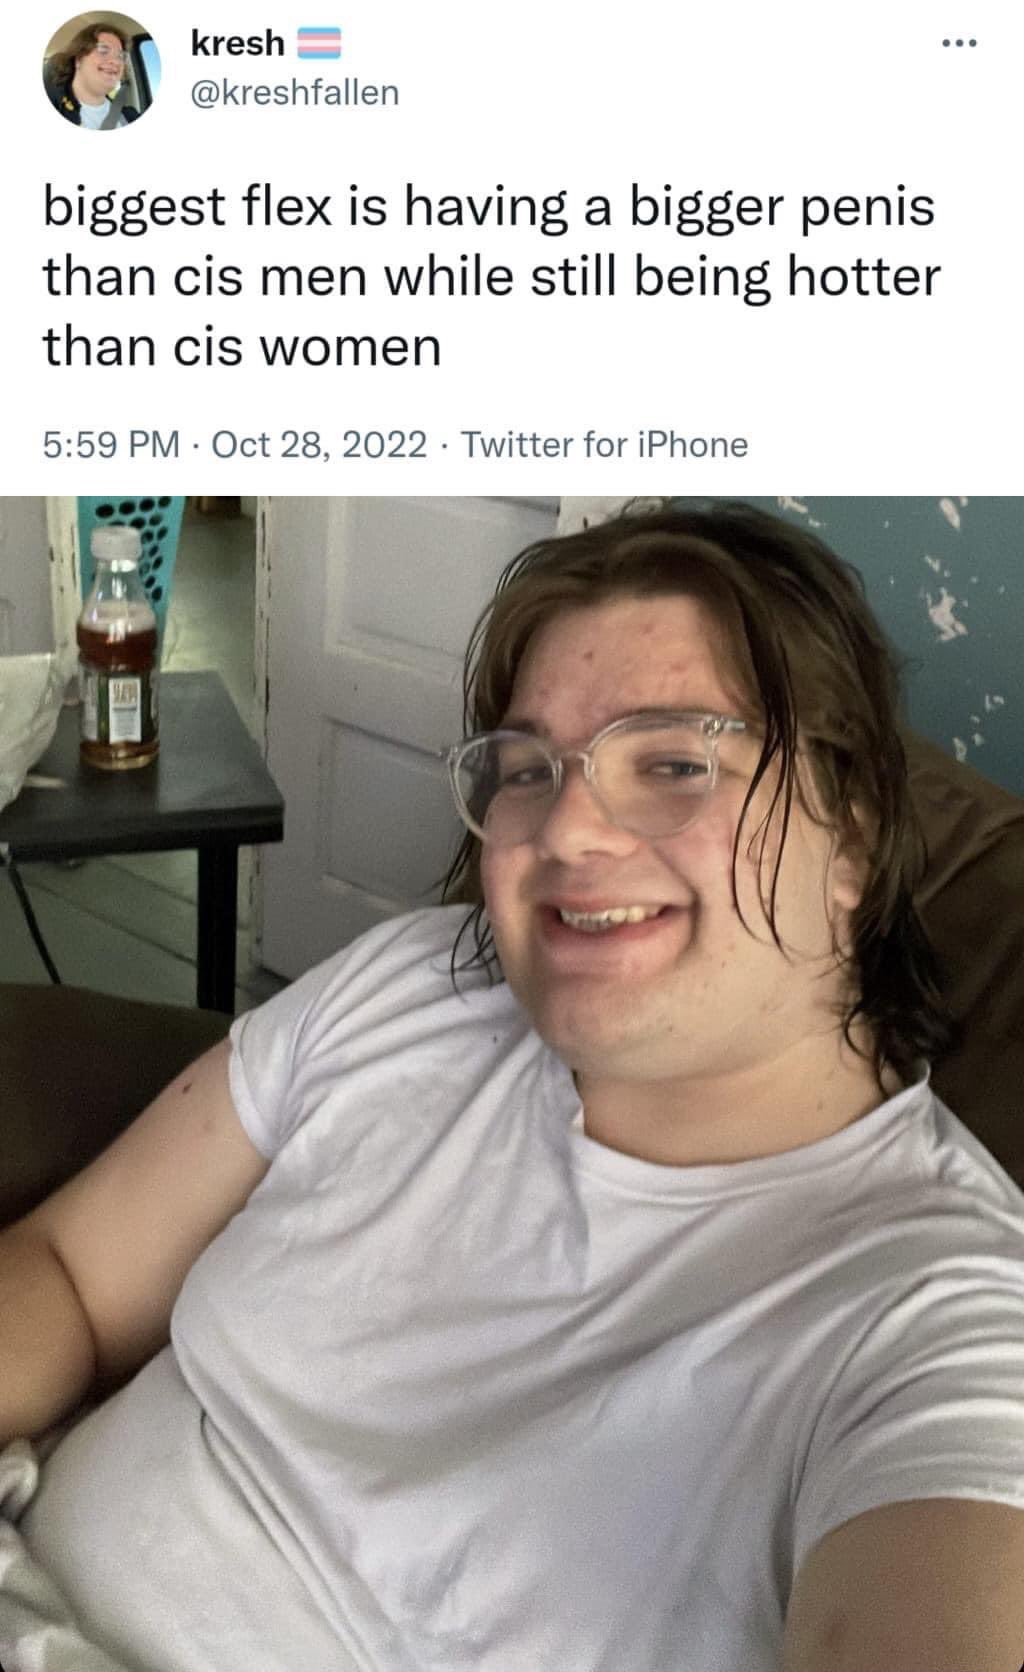 kresh
@kreshfallen
biggest flex is having a bigger penis
than cis men while still being hotter
than cis women
5:59 PM · Oct 28, 2022 · Twitter for iPhone